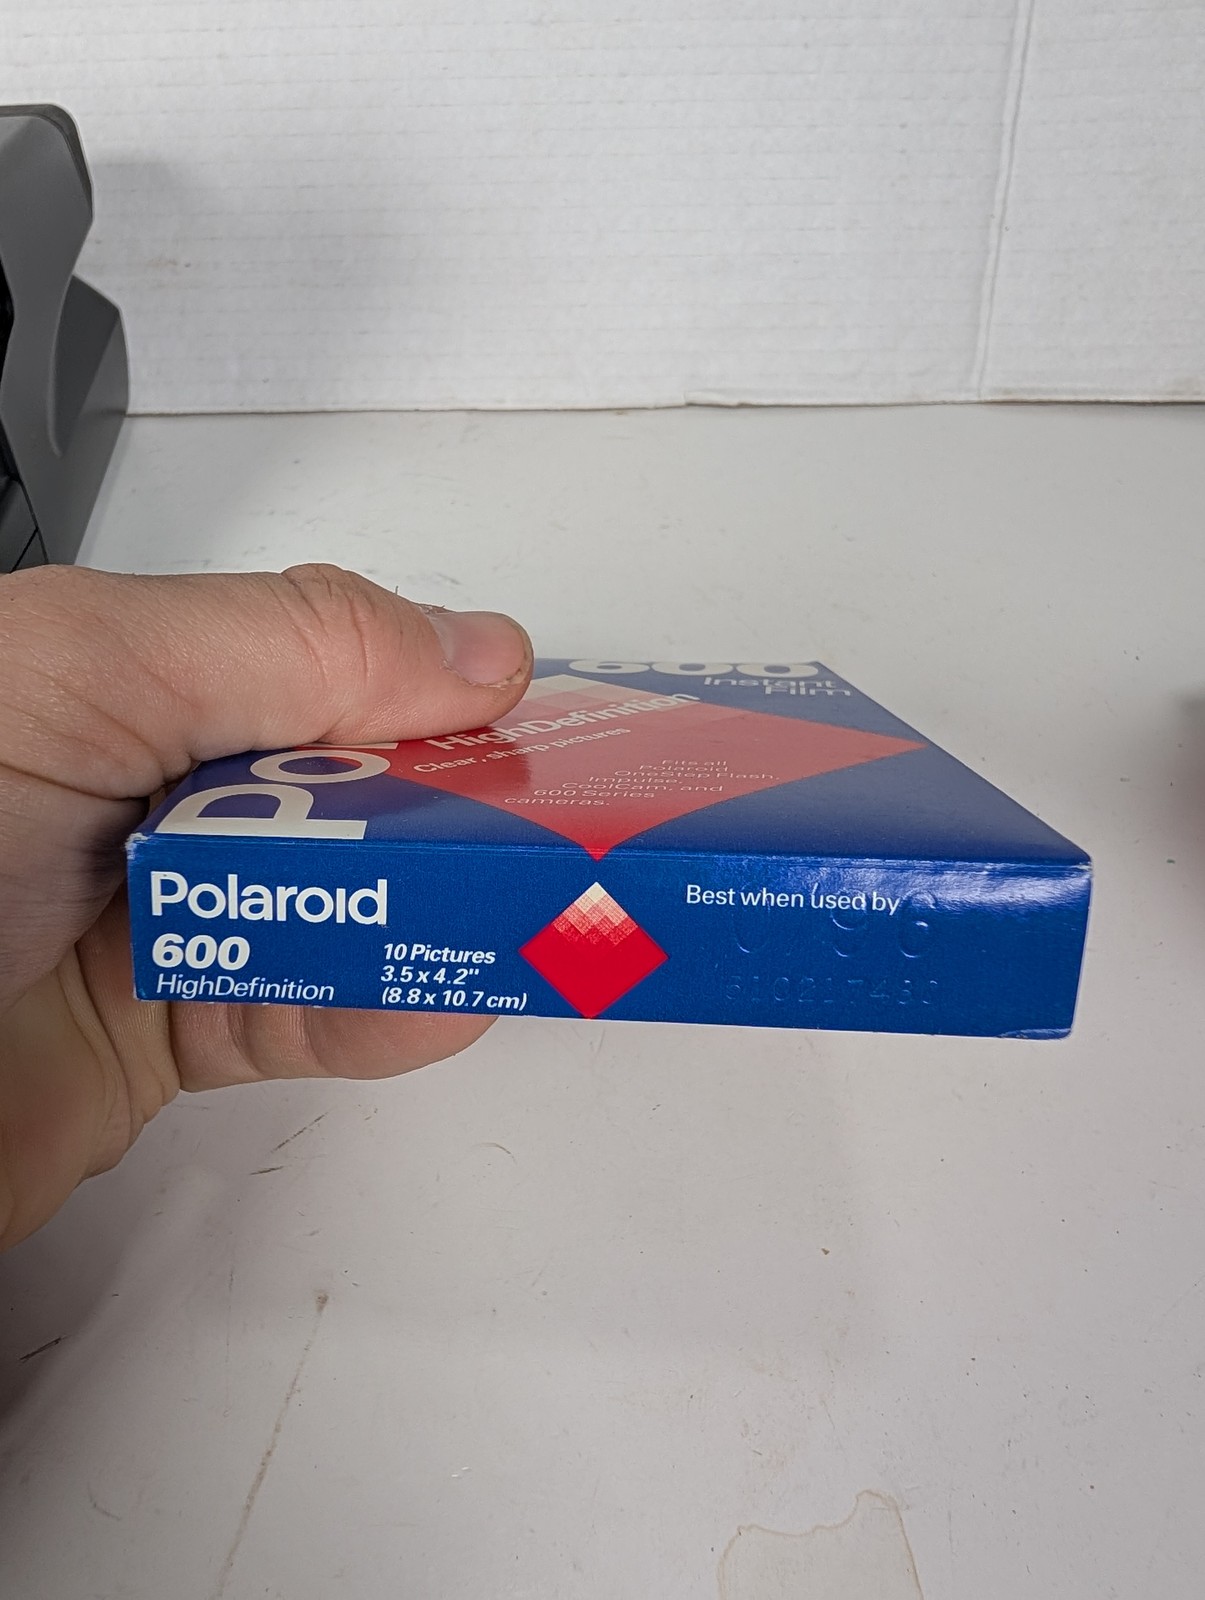 600
Instant
Film
HighDefinition
Clear, sharp pictures
Fits all
Polaroid
OneStep Flash,
Impulse,
CoolCam, and
600 Series
cameras.
Polaroid
600
HighDefinition
10 Pictures
3.5 x 4.2"
(8.8 x 10.7 cm)
Best when used by